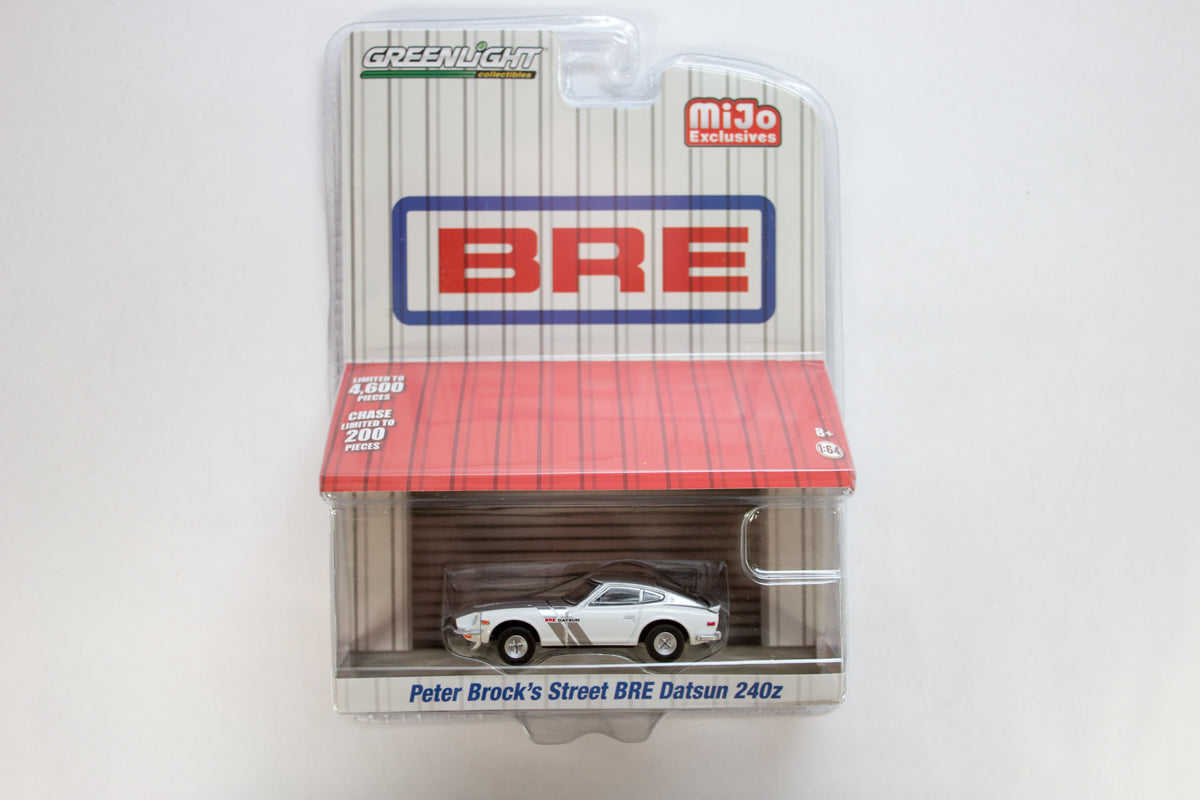 GREENLiGHT
collectibles
MiJo
Exclusives
BRE
LIMITED TO
4,600
PIECES
CHASE
LIMITED TO
200
PIECES
8+
1:64
BRE DATSUN
Peter Brock's Street BRE Datsun 240z